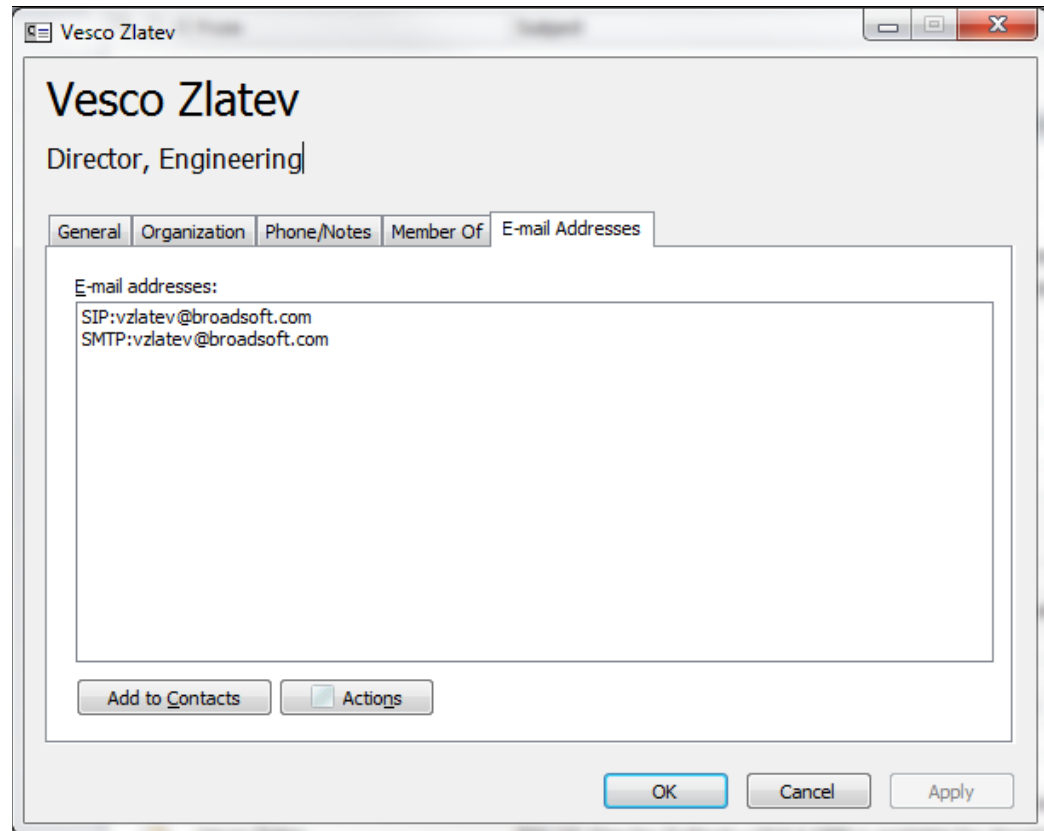 Vesco Zlatev
Vesco Zlatev
Director, Engineering
General Organization Phone/Notes Member Of E-mail Addresses
E-mail addresses:
SIP:vzlatev@broadsoft.com
SMTP:vzlatev@broadsoft.com
Add to Contacts Actions
OK Cancel Apply